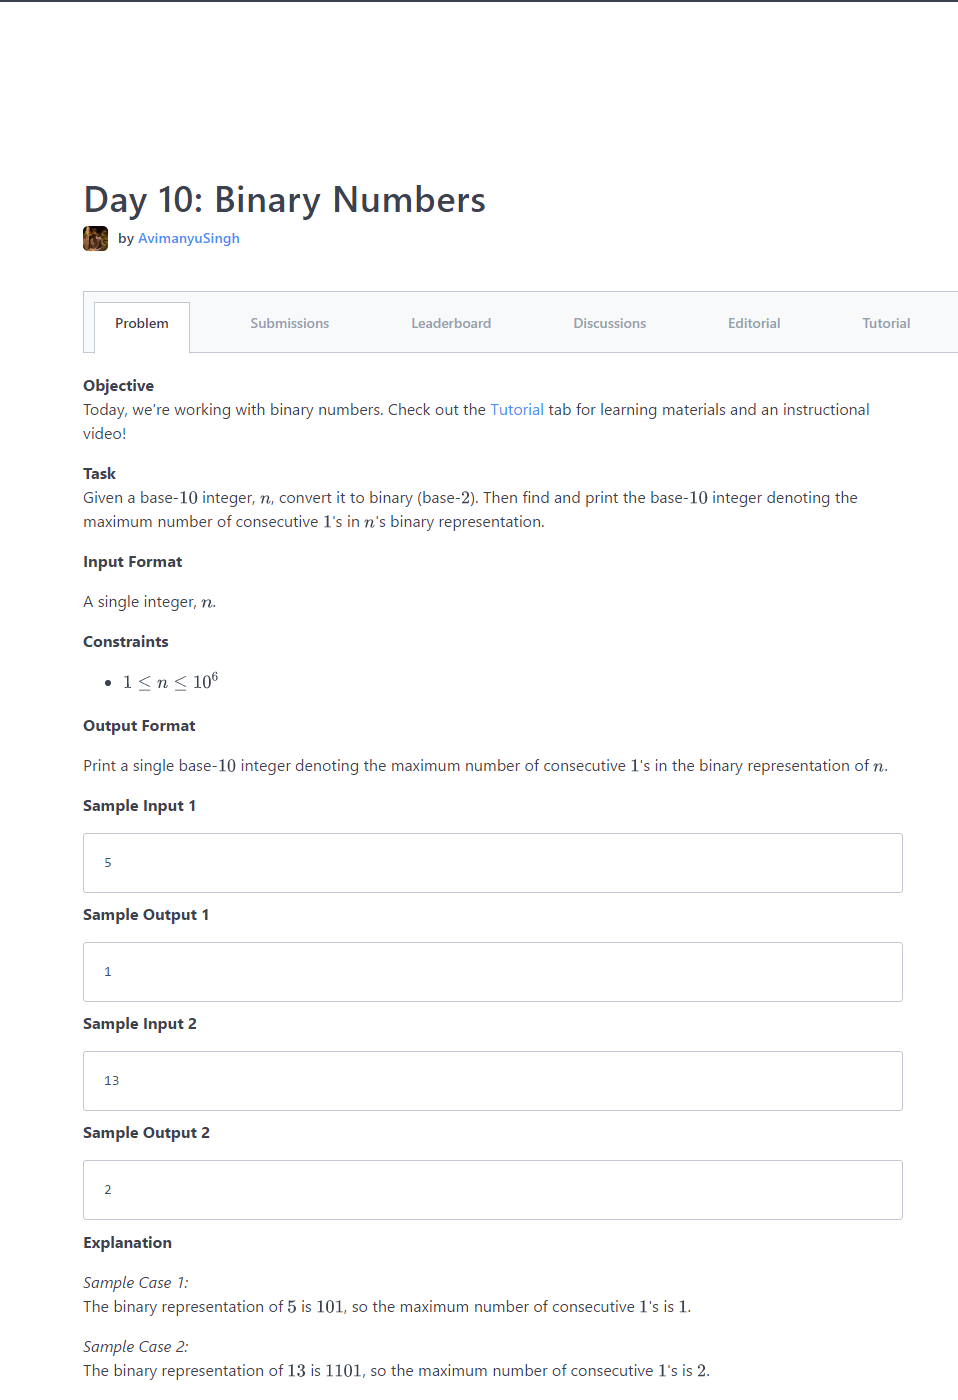 Day 10: Binary Numbers
by AvimanyuSingh
Problem
Submissions
Leaderboard
Discussions
Editorial
Tutorial
Objective
Today, we're working with binary numbers. Check out the Tutorial tab for learning materials and an instructional
video!
Task
Given a base-10 integer, n, convert it to binary (base-2). Then find and print the base-10 integer denoting the
maximum number of consecutive 1's in n's binary representation.
Input Format
A single integer, n.
Constraints
• 1 ≤ n ≤ 10⁶
Output Format
Print a single base-10 integer denoting the maximum number of consecutive 1's in the binary representation of n.
Sample Input 1
5
Sample Output 1
1
Sample Input 2
13
Sample Output 2
2
Explanation
Sample Case 1:
The binary representation of 5 is 101, so the maximum number of consecutive 1's is 1.
Sample Case 2:
The binary representation of 13 is 1101, so the maximum number of consecutive 1's is 2.